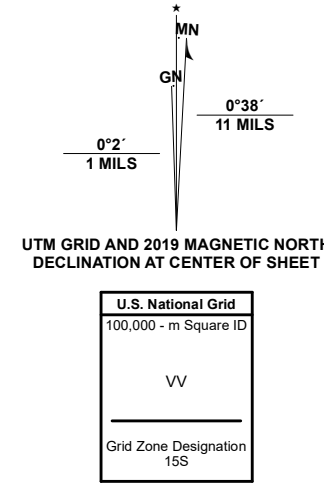 ★
MN
GN
0°38´
11 MILS
0°2´
1 MILS
UTM GRID AND 2019 MAGNETIC NORTH
DECLINATION AT CENTER OF SHEET
U.S. National Grid
100,000 - m Square ID
VV
Grid Zone Designation
15S